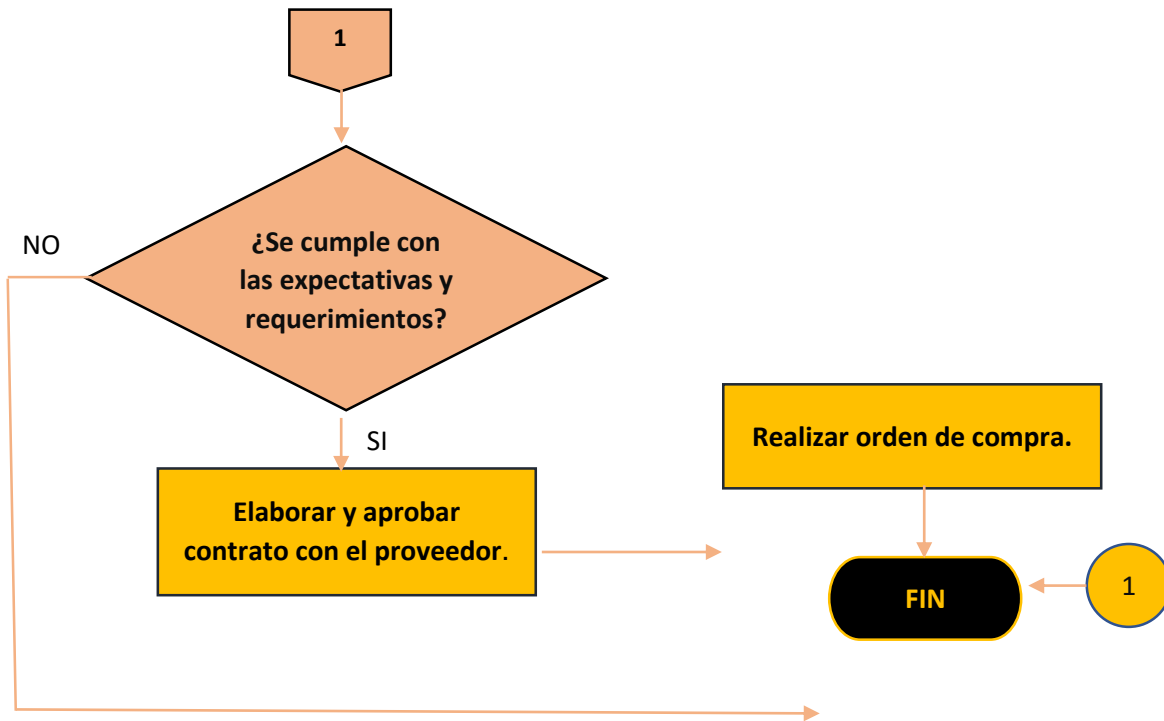 1
¿Se cumple con
las expectativas y
requerimientos?
NO
SI
Elaborar y aprobar
contrato con el proveedor.
Realizar orden de compra.
FIN
1